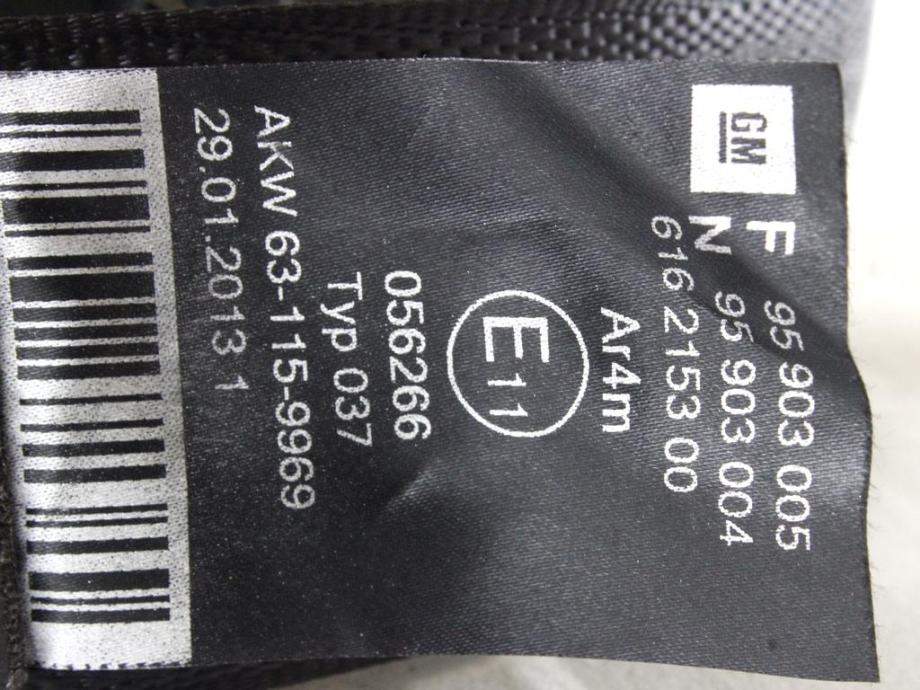 GM
F 95 903 005
N 95 903 004
616 2153 00
Ar4m
E11
056266
Typ 037
AKW 63-115-9969
29.01.2013 1